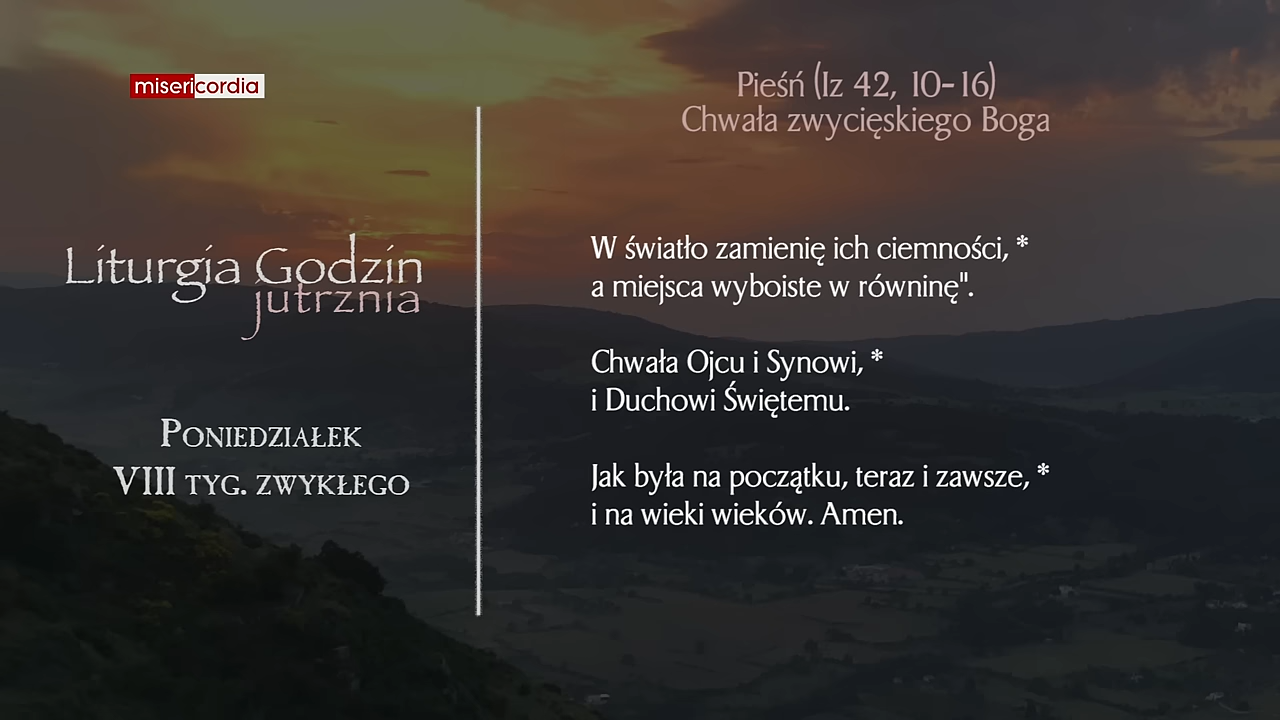 misericordia
Liturgia Godzin
jutrznia
Poniedziałek
VIII tyg. zwykłego
Pieśń (Iz 42, 10-16)
Chwała zwycięskiego Boga
W światło zamienię ich ciemności, *
a miejsca wyboiste w równinę".
Chwała Ojcu i Synowi, *
i Duchowi Świętemu.
Jak była na początku, teraz i zawsze, *
i na wieki wieków. Amen.